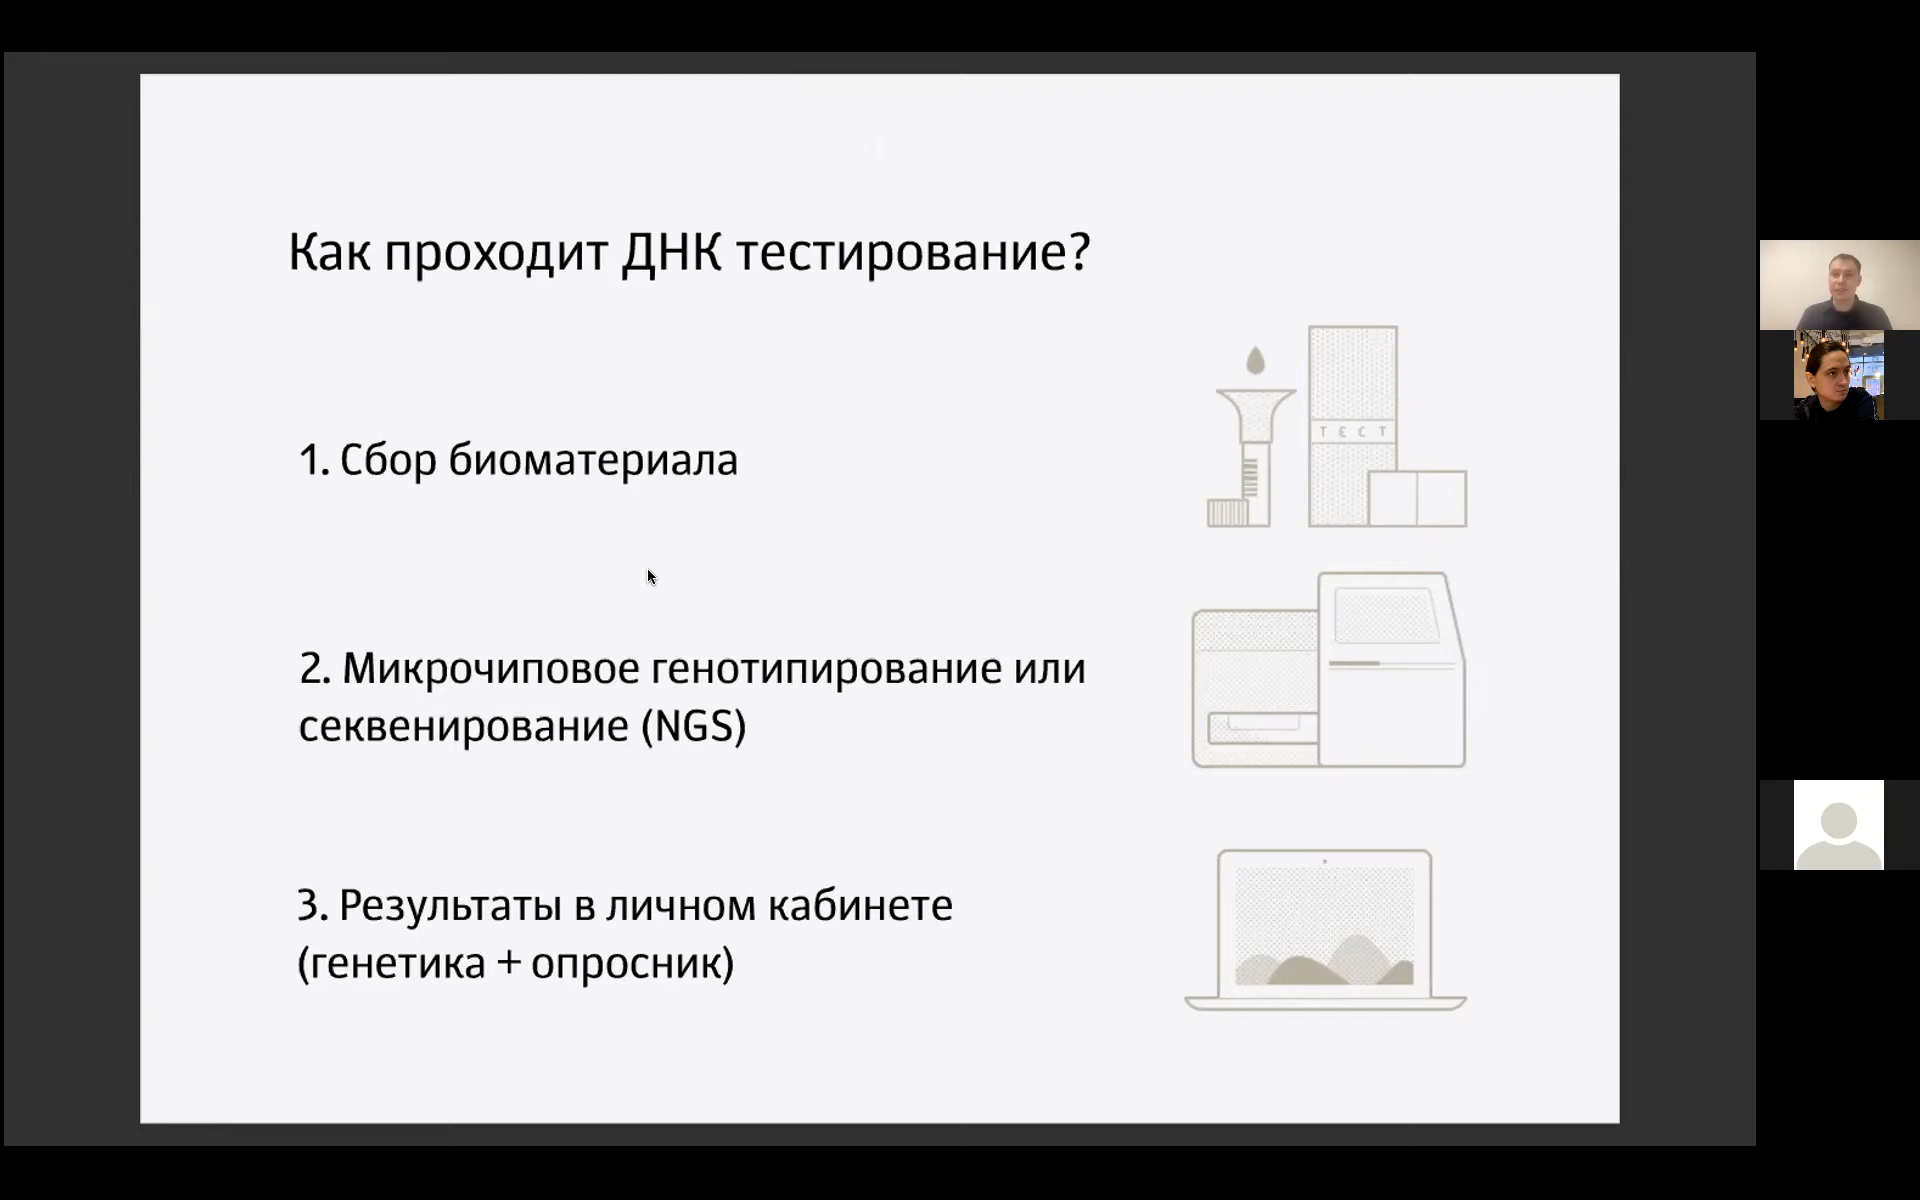 Как проходит ДНК тестирование?
1. Сбор биоматериала
ТЕСТ
2. Микрочиповое генотипирование или
секвенирование (NGS)
3. Результаты в личном кабинете
(генетика + опросник)